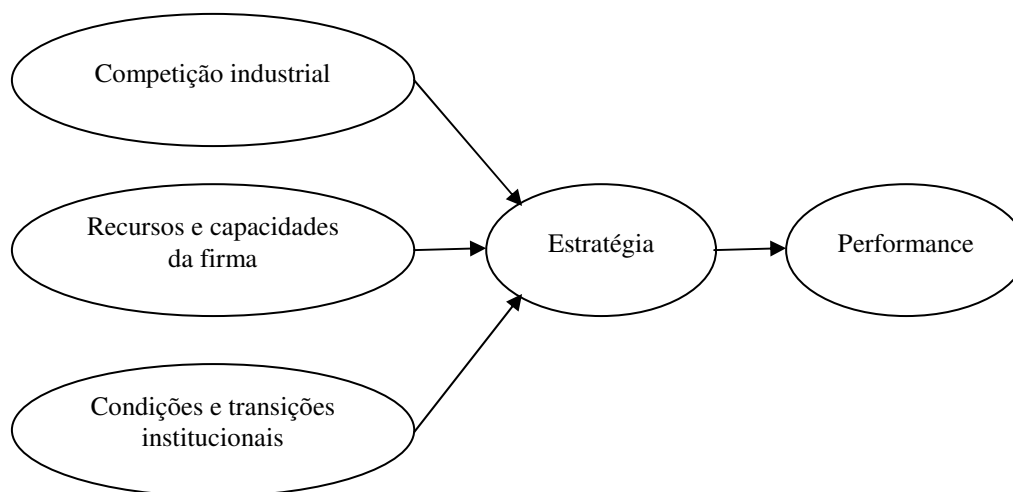 Competição industrial
Recursos e capacidades
da firma
Estratégia
Performance
Condições e transições
institucionais